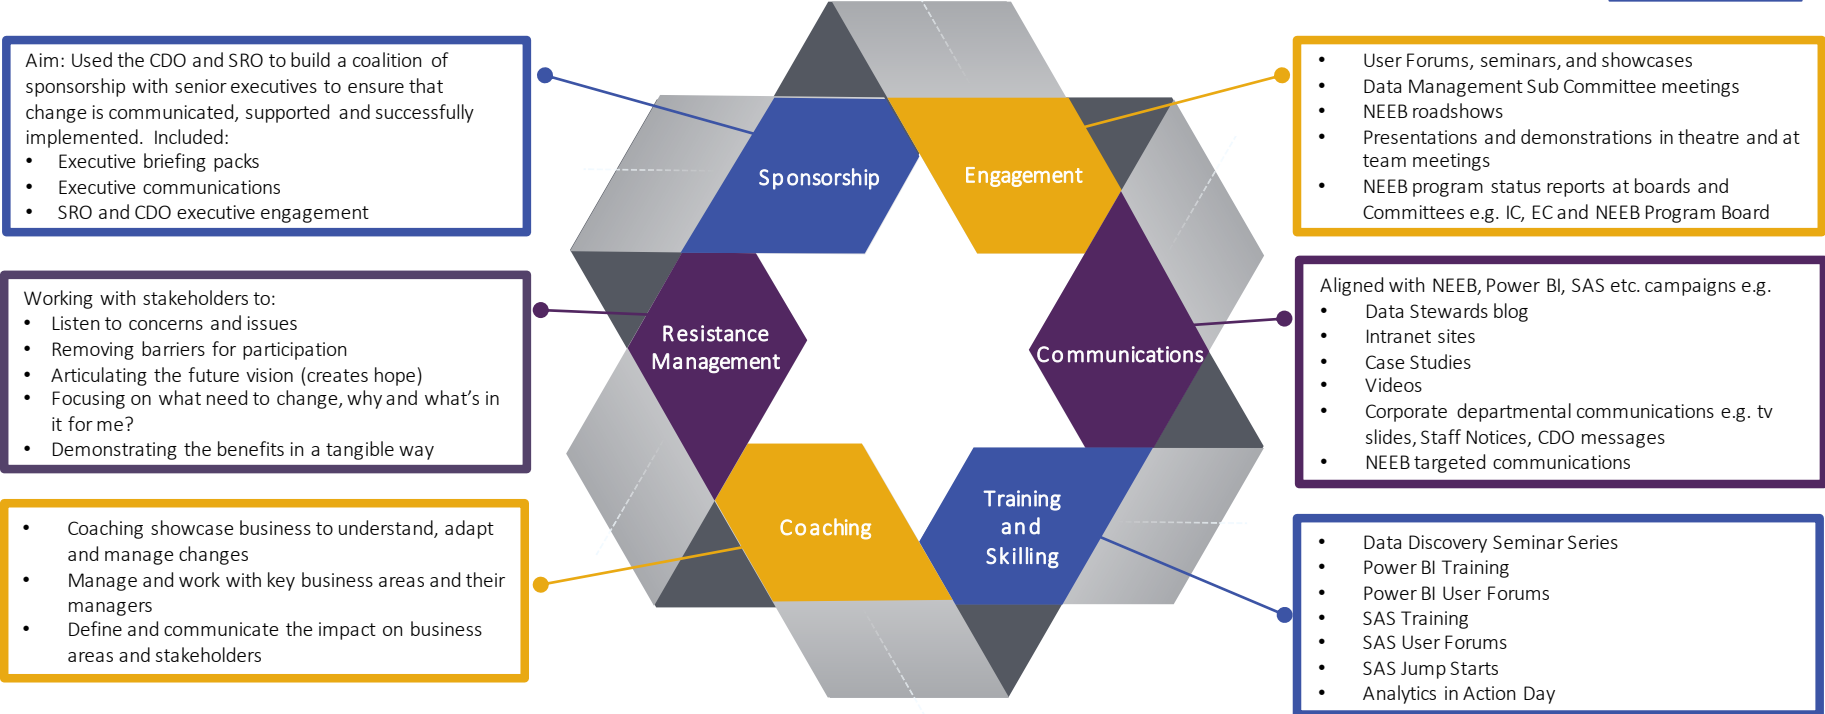 Aim: Used the CDO and SRO to build a coalition of
sponsorship with senior executives to ensure that
change is communicated, supported and successfully
implemented. Included:
• Executive briefing packs
• Executive communications
• SRO and CDO executive engagement
Working with stakeholders to:
• Listen to concerns and issues
• Removing barriers for participation
• Articulating the future vision (creates hope)
• Focusing on what need to change, why and what's in
it for me?
• Demonstrating the benefits in a tangible way
• Coaching showcase business to understand, adapt
and manage changes
• Manage and work with key business areas and their
managers
• Define and communicate the impact on business
areas and stakeholders
Sponsorship
Engagement
Resistance
Management
Communications
Coaching
Training
and
Skilling
• User Forums, seminars, and showcases
• Data Management Sub Committee meetings
• NEEB roadshows
• Presentations and demonstrations in theatre and at
team meetings
• NEEB program status reports at boards and
Committees e.g. IC, EC and NEEB Program Board
Aligned with NEEB, Power BI, SAS etc. campaigns e.g.
• Data Stewards blog
• Intranet sites
• Case Studies
• Videos
• Corporate departmental communications e.g. tv
slides, Staff Notices, CDO messages
• NEEB targeted communications
• Data Discovery Seminar Series
• Power BI Training
• Power BI User Forums
• SAS Training
• SAS User Forums
• SAS Jump Starts
• Analytics in Action Day